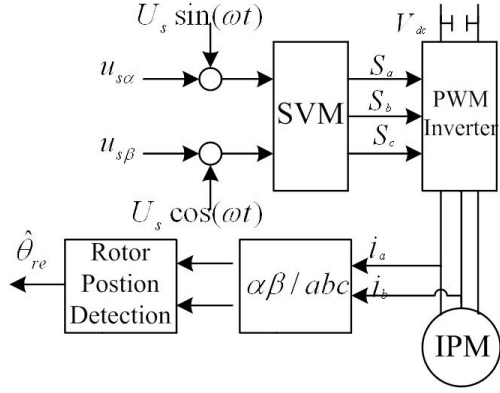 U_s sin(ωt)
V_dc
u_sα
S_a
SVM
S_b
PWM
Inverter
u_sβ
S_c
U_s cos(ωt)
θ̂_re
Rotor
Postion
Detection
αβ / abc
i_a
i_b
IPM